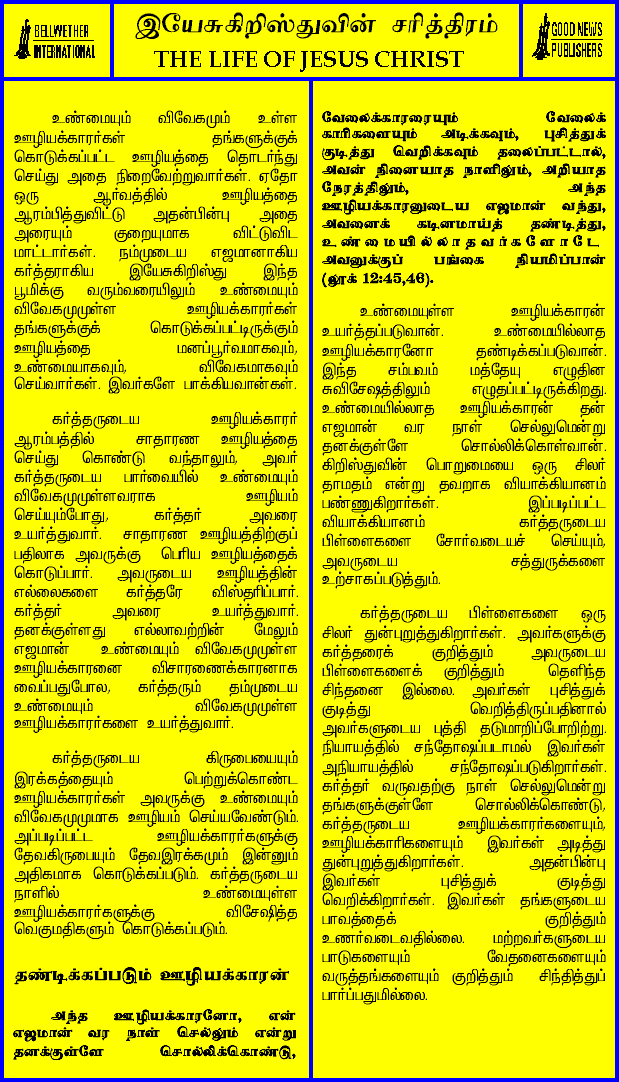 BELLWETHER
INTERNATIONAL
இயேசுகிறிஸ்துவின் சரித்திரம்
THE LIFE OF JESUS CHRIST
GOOD NEWS
PUBLISHERS
உண்மையும் விவேகமும் உள்ள
ஊழியக்காரர்கள் தங்களுக்குக்
கொடுக்கப்பட்ட ஊழியத்தை தொடர்ந்து
செய்து அதை நிறைவேற்றுவார்கள். ஏதோ
ஒரு ஆர்வத்தில் ஊழியத்தை
ஆரம்பித்துவிட்டு அதன்பின்பு அதை
அரையும் குறையுமாக விட்டுவிட
மாட்டார்கள். நம்முடைய எஜமானாகிய
கர்த்தராகிய இயேசுகிறிஸ்து இந்த
பூமிக்கு வரும்வரையிலும் உண்மையும்
விவேகமுமுள்ள ஊழியக்காரர்கள்
தங்களுக்குக் கொடுக்கப்பட்டிருக்கும்
ஊழியத்தை மனப்பூர்வமாகவும்,
உண்மையாகவும், விவேகமாகவும்
செய்வார்கள். இவர்களே பாக்கியவான்கள்.
கர்த்தருடைய ஊழியக்காரர்
ஆரம்பத்தில் சாதாரண ஊழியத்தை
செய்து கொண்டு வந்தாலும், அவர்
கர்த்தருடைய பார்வையில் உண்மையும்
விவேகமுமுள்ளவராக ஊழியம்
செய்யும்போது, கர்த்தர் அவரை
உயர்த்துவார். சாதாரண ஊழியத்திற்குப்
பதிலாக அவருக்கு பெரிய ஊழியத்தைக்
கொடுப்பார். அவருடைய ஊழியத்தின்
எல்லைகளை கர்த்தரே விஸ்தரிப்பார்.
கர்த்தர் அவரை உயர்த்துவார்.
தனக்குள்ளது எல்லாவற்றின் மேலும்
எஜமான் உண்மையும் விவேகமுமுள்ள
ஊழியக்காரனை விசாரணைக்காரனாக
வைப்பதுபோல, கர்த்தரும் தம்முடைய
உண்மையும் விவேகமுமுள்ள
ஊழியக்காரர்களை உயர்த்துவார்.
கர்த்தருடைய கிருபையையும்
இரக்கத்தையும் பெற்றுக்கொண்ட
ஊழியக்காரர்கள் அவருக்கு உண்மையும்
விவேகமுமுமாக ஊழியம் செய்யவேண்டும்.
அப்படிப்பட்ட ஊழியக்காரர்களுக்கு
தேவகிருபையும் தேவஇரக்கமும் இன்னும்
அதிகமாக கொடுக்கப்படும். கர்த்தருடைய
நாளில் உண்மையுள்ள
ஊழியக்காரர்களுக்கு விசேஷித்த
வெகுமதிகளும் கொடுக்கப்படும்.
தண்டிக்கப்படும் ஊழியக்காரன்
அந்த ஊழியக்காரனோ, என்
எஜமான் வர நாள் செல்லும் என்று
தனக்குள்ளே சொல்லிக்கொண்டு,
வேலைக்காரரையும் வேலைக்
காரிகளையும் அடிக்கவும், புசித்துக்
குடித்து வெறிக்கவும் தலைப்பட்டால்,
அவன் நினையாத நாளிலும், அறியாத
நேரத்திலும், அந்த
ஊழியக்காரனுடைய எஜமான் வந்து,
அவனைக் கடினமாய்த் தண்டித்து,
உண்மையில்லாதவர்களோடே
அவனுக்குப் பங்கை நியமிப்பான்
(லூக் 12:45,46).
உண்மையுள்ள ஊழியக்காரன்
உயர்த்தப்படுவான். உண்மையில்லாத
ஊழியக்காரனோ தண்டிக்கப்படுவான்.
இந்த சம்பவம் மத்தேயு எழுதின
சுவிசேஷத்திலும் எழுதப்பட்டிருக்கிறது.
உண்மையில்லாத ஊழியக்காரன் தன்
எஜமான் வர நாள் செல்லுமென்று
தனக்குள்ளே சொல்லிக்கொள்வான்.
கிறிஸ்துவின் பொறுமையை ஒரு சிலர்
தாமதம் என்று தவறாக வியாக்கியானம்
பண்ணுகிறார்கள். இப்படிப்பட்ட
வியாக்கியானம் கர்த்தருடைய
பிள்ளைகளை சோர்வடையச் செய்யும்,
அவருடைய சத்துருக்களை
உற்சாகப்படுத்தும்.
கர்த்தருடைய பிள்ளைகளை ஒரு
சிலர் துன்புறுத்துகிறார்கள். அவர்களுக்கு
கர்த்தரைக் குறித்தும் அவருடைய
பிள்ளைகளைக் குறித்தும் தெளிந்த
சிந்தனை இல்லை. அவர்கள் புசித்துக்
குடித்து வெறித்திருப்பதினால்
அவர்களுடைய புத்தி தடுமாறிப்போறிற்று.
நியாயத்தில் சந்தோஷப்படாமல் இவர்கள்
அநியாயத்தில் சந்தோஷப்படுகிறார்கள்.
கர்த்தர் வருவதற்கு நாள் செல்லுமென்று
தங்களுக்குள்ளே சொல்லிக்கொண்டு,
கர்த்தருடைய ஊழியக்காரர்களையும்,
ஊழியக்காரிகளையும் இவர்கள் அடித்து
துன்புறுத்துகிறார்கள். அதன்பின்பு
இவர்கள் புசித்துக் குடித்து
வெறிக்கிறார்கள். இவர்கள் தங்களுடைய
பாவத்தைக் குறித்தும்
உணர்வடைவதில்லை. மற்றவர்களுடைய
பாடுகளையும் வேதனைகளையும்
வருத்தங்களையும் குறித்தும் சிந்தித்துப்
பார்ப்பதுமில்லை.